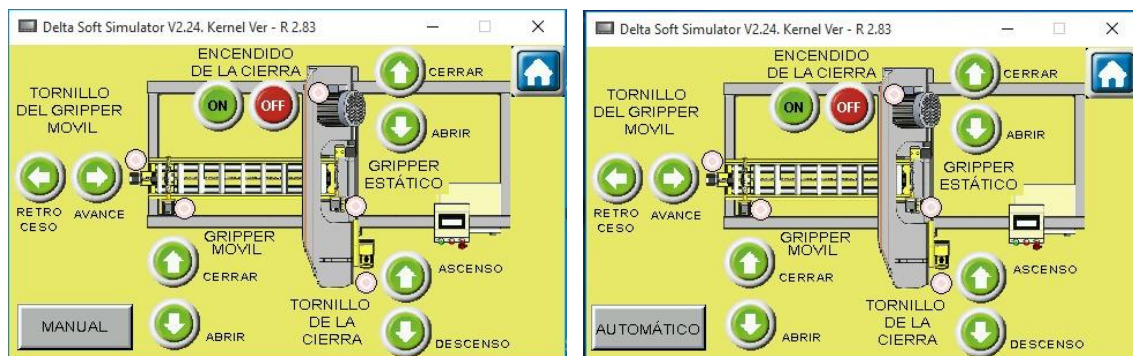 Delta Soft Simulator V2.24. Kernel Ver - R 2.83
ENCENDIDO
DE LA CIERRA
CERRAR
TORNILLO
DEL GRIPPER
MOVIL
ON
OFF
ABRIR
GRIPPER
ESTÁTICO
RETRO
CESO
AVANCE
GRIPPER
MOVIL
CERRAR
ASCENSO
TORNILLO
DE LA
CIERRA
MANUAL
ABRIR
DESCENSO
Delta Soft Simulator V2.24. Kernel Ver - R 2.83
ENCENDIDO
DE LA CIERRA
CERRAR
TORNILLO
DEL GRIPPER
MOVIL
ON
OFF
ABRIR
GRIPPER
ESTÁTICO
RETRO
CESO
AVANCE
GRIPPER
MOVIL
CERRAR
ASCENSO
TORNILLO
DE LA
CIERRA
AUTOMÁTICO
ABRIR
DESCENSO